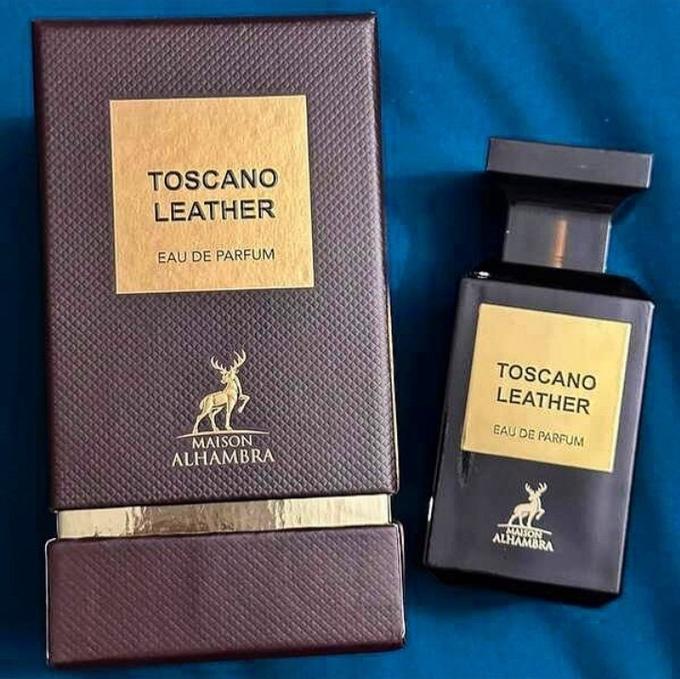 TOSCANO
LEATHER
EAU DE PARFUM
MAISON
ALHAMBRA
TOSCANO
LEATHER
EAU DE PARFUM
MAISON
ALHAMBRA